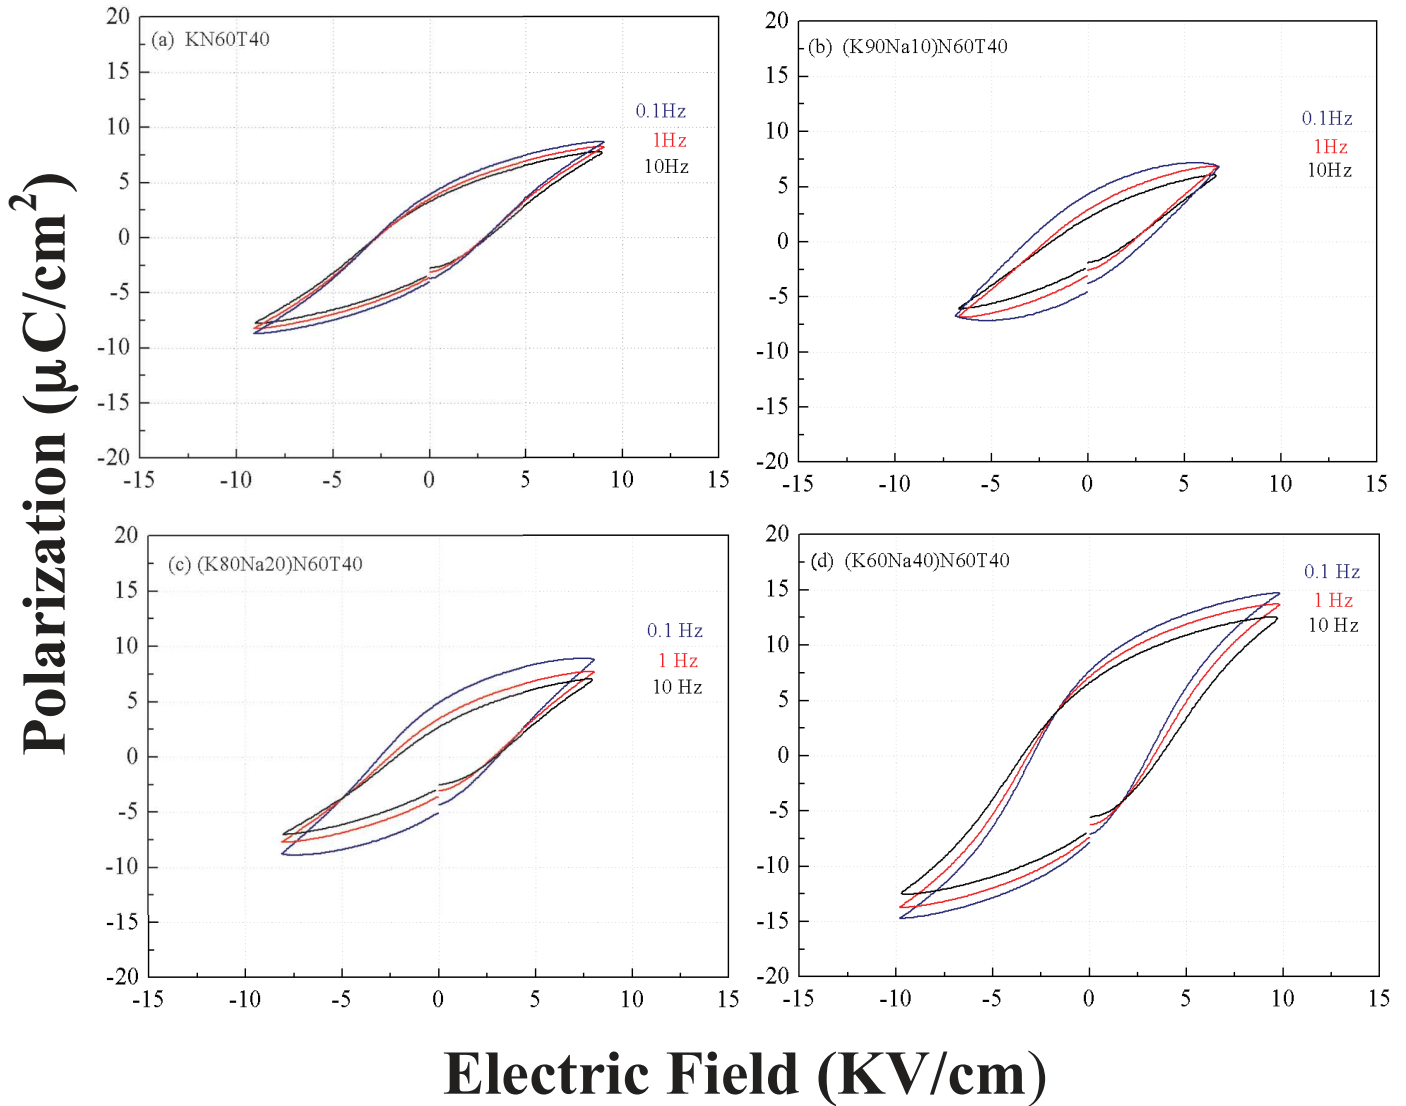 Polarization (μC/cm²)
(a) KN60T40
0.1Hz
1Hz
10Hz
20
15
10
5
0
-5
-10
-15
-20
-15 -10 -5 0 5 10 15
(b) (K90Na10)N60T40
0.1Hz
1Hz
10Hz
20
15
10
5
0
-5
-10
-15
-20
-15 -10 -5 0 5 10 15
(c) (K80Na20)N60T40
0.1 Hz
1 Hz
10 Hz
20
15
10
5
0
-5
-10
-15
-20
-15 -10 -5 0 5 10 15
(d) (K60Na40)N60T40
0.1 Hz
1 Hz
10 Hz
20
15
10
5
0
-5
-10
-15
-20
-15 -10 -5 0 5 10 15
Electric Field (KV/cm)